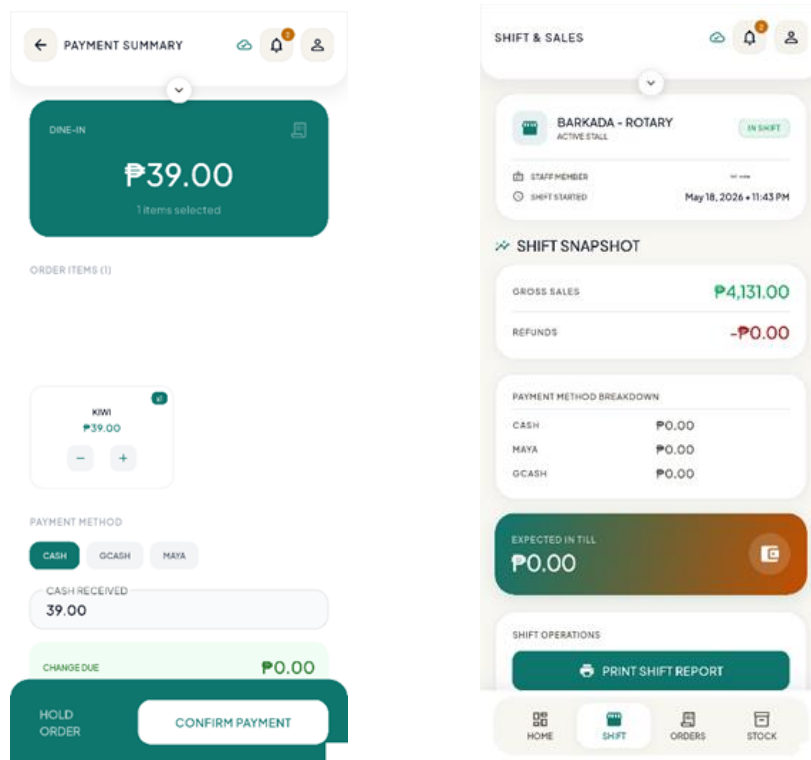 PAYMENT SUMMARY
2
DINE-IN
₱39.00
1 items selected
ORDER ITEMS (1)
x1
KIWI
₱39.00
− +
PAYMENT METHOD
CASH GCASH MAYA
CASH RECEIVED
39.00
CHANGE DUE ₱0.00
HOLD
ORDER
CONFIRM PAYMENT
SHIFT & SALES
2
BARKADA - ROTARY
ACTIVE STALL
IN SHIFT
STAFF MEMBER
SHIFT STARTED May 18, 2026 • 11:43 PM
SHIFT SNAPSHOT
GROSS SALES ₱4,131.00
REFUNDS -₱0.00
PAYMENT METHOD BREAKDOWN
CASH ₱0.00
MAYA ₱0.00
GCASH ₱0.00
EXPECTED IN TILL
₱0.00
SHIFT OPERATIONS
PRINT SHIFT REPORT
HOME SHIFT ORDERS STOCK